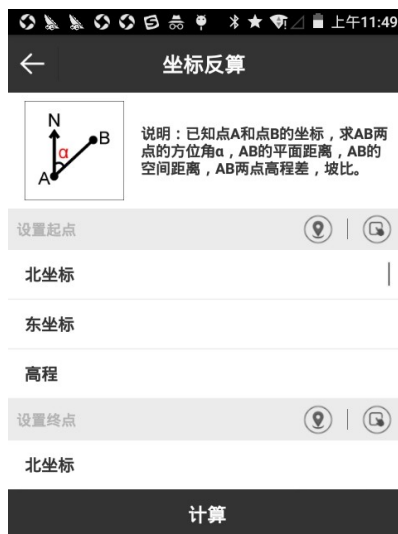 上午11:49
坐标反算
N
B
α
A
说明：已知点A和点B的坐标，求AB两
点的方位角α，AB的平面距离，AB的
空间距离，AB两点高程差，坡比。
设置起点
北坐标
东坐标
高程
设置终点
北坐标
计算